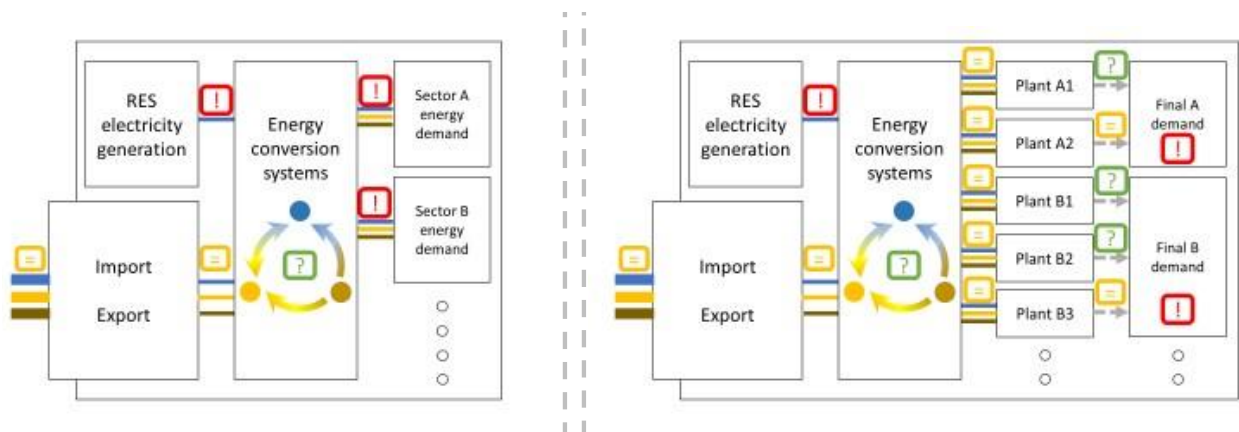 RES
electricity
generation
!
Energy
conversion
systems
?
!
Sector A
energy
demand
!
Sector B
energy
demand
=
Import
Export
=
RES
electricity
generation
!
Energy
conversion
systems
?
=
Plant A1
?
=
Plant A2
=
Final A
demand
!
=
Plant B1
?
=
Plant B2
?
=
Plant B3
=
Final B
demand
!
=
Import
Export
=